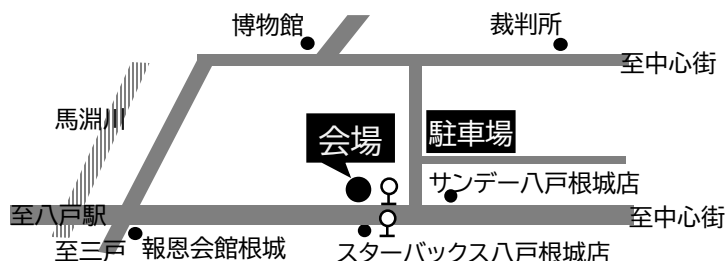 博物館
裁判所
至中心街
馬淵川
会場
駐車場
サンデー八戸根城店
至八戸駅
至中心街
至三戸
報恩会館根城
スターバックス八戸根城店